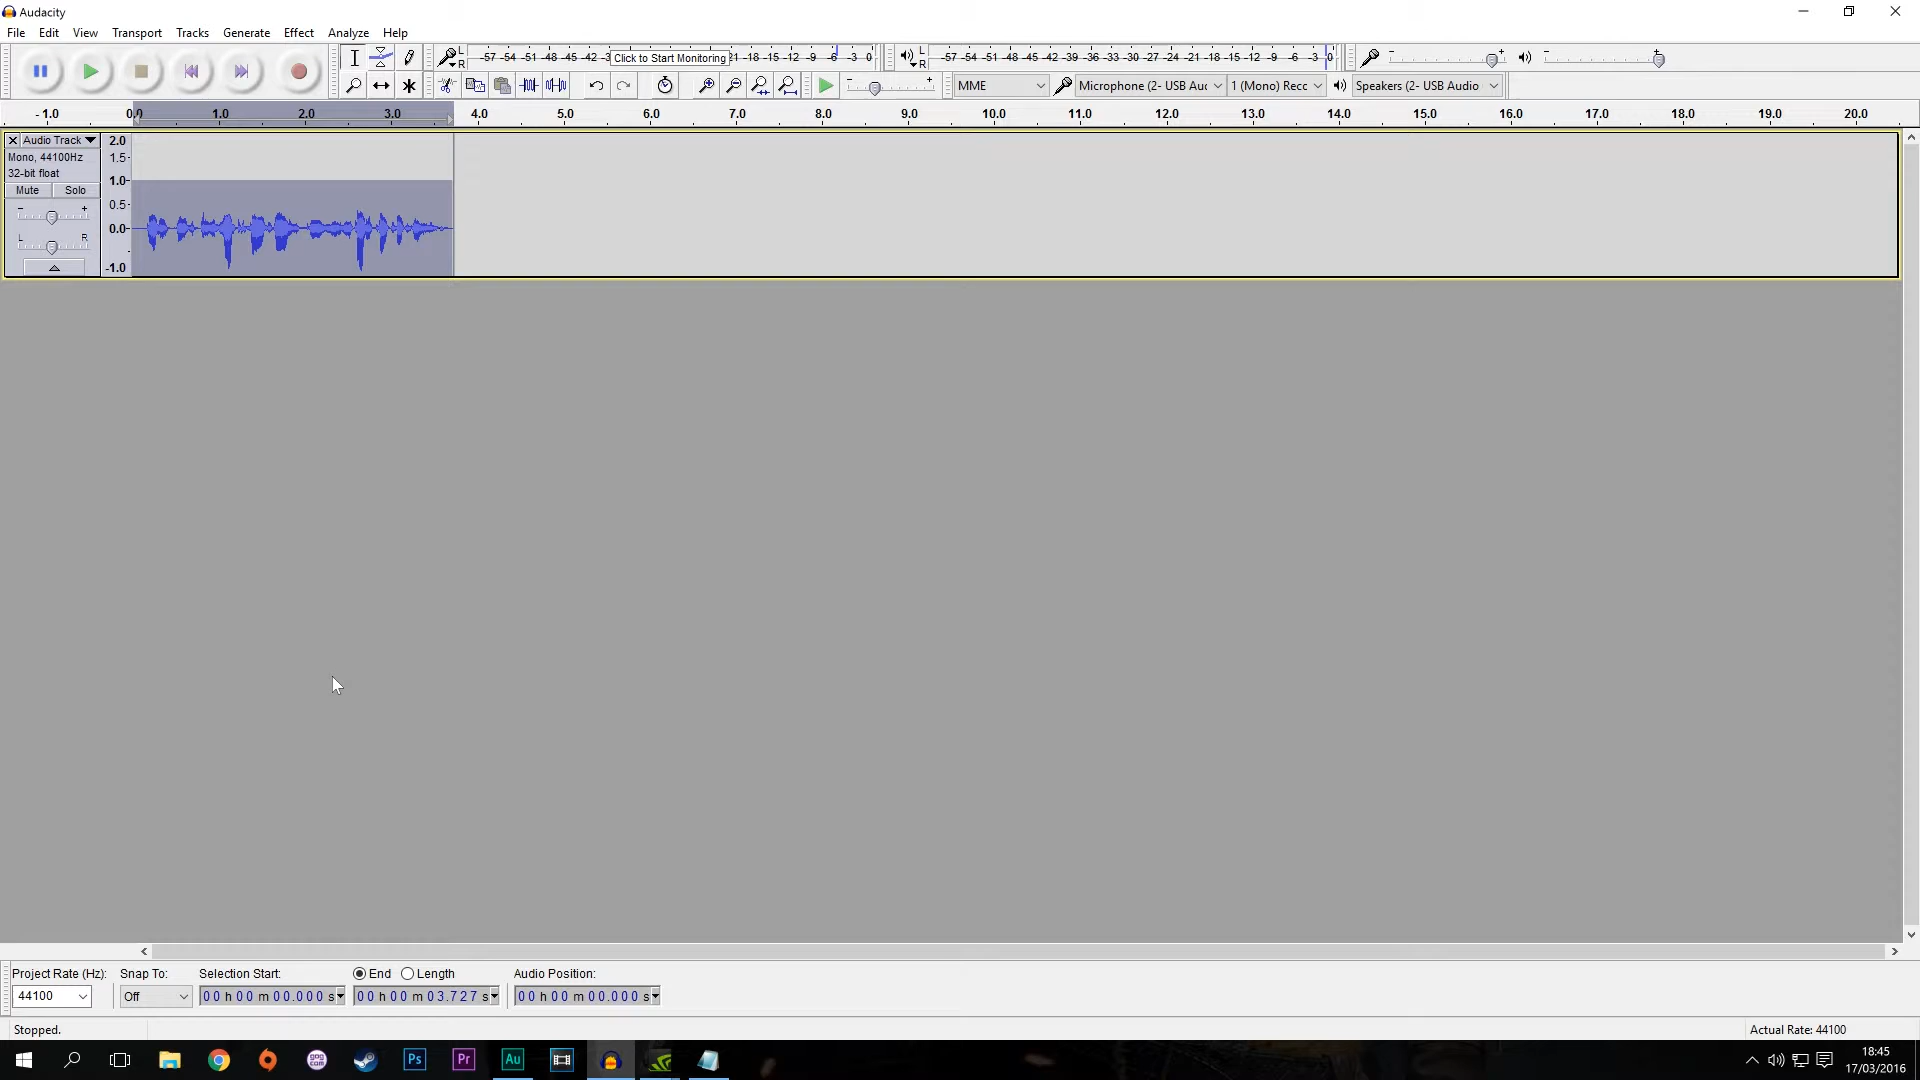 Audacity
File Edit View Transport Tracks Generate Effect Analyze Help
L R -57 -54 -51 -48 -45 -42 Click to Start Monitoring -18 -15 -12 -9 -6 -3 0 L R -57 -54 -51 -48 -45 -42 -39 -36 -33 -30 -27 -24 -21 -18 -15 -12 -9 -6 -3 0
MME Microphone (2- USB Au 1 (Mono) Recc Speakers (2- USB Audio
-1.0 0.0 1.0 2.0 3.0 4.0 5.0 6.0 7.0 8.0 9.0 10.0 11.0 12.0 13.0 14.0 15.0 16.0 17.0 18.0 19.0 20.0
Audio Track 2.0
Mono, 44100Hz 1.5
32-bit float
Mute Solo 1.0
- + 0.5
0.0
L R
-1.0
Project Rate (Hz): Snap To: Selection Start: End Length Audio Position:
44100 Off 00 h 00 m 00.000 s 00 h 00 m 03.727 s 00 h 00 m 00.000 s
Stopped. Actual Rate: 44100
gog.com Ps Pr Au 18:45
17/03/2016